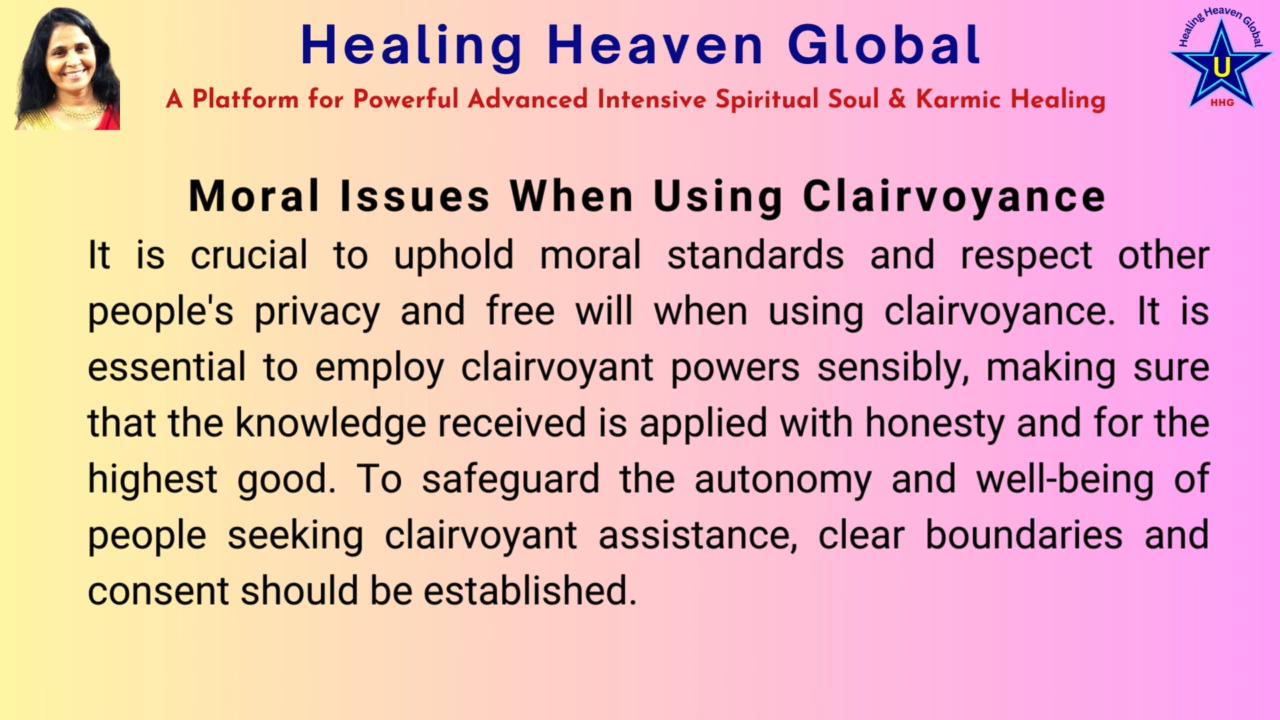 Healing Heaven Global
A Platform for Powerful Advanced Intensive Spiritual Soul & Karmic Healing
Healing Heaven Global
U
HHG
Moral Issues When Using Clairvoyance
It is crucial to uphold moral standards and respect other
people's privacy and free will when using clairvoyance. It is
essential to employ clairvoyant powers sensibly, making sure
that the knowledge received is applied with honesty and for the
highest good. To safeguard the autonomy and well-being of
people seeking clairvoyant assistance, clear boundaries and
consent should be established.